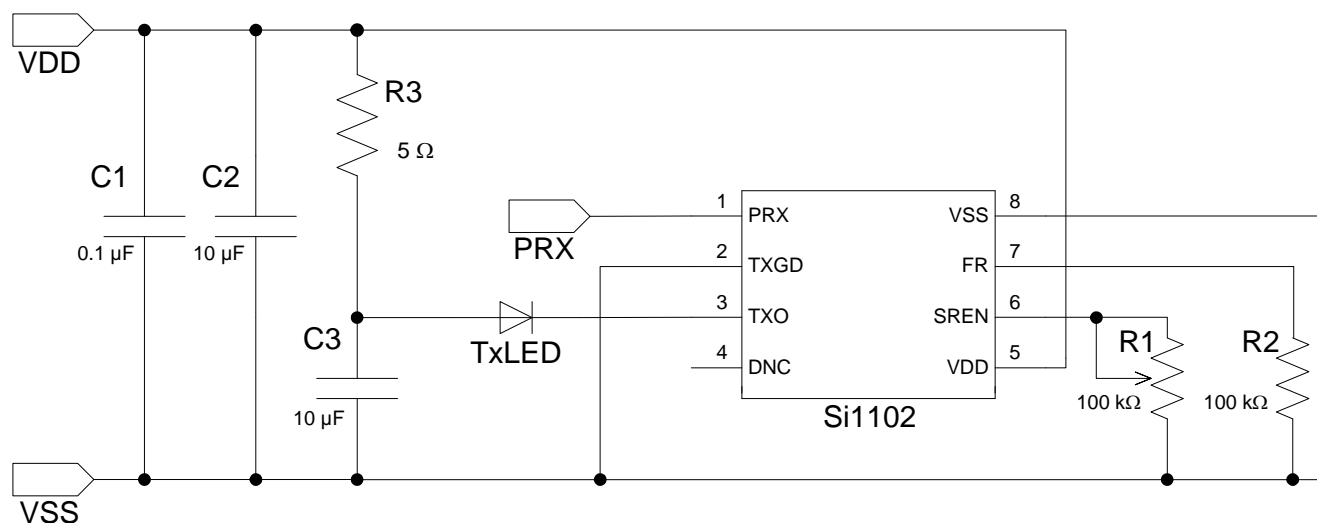 VDD
R3
5 Ω
C1
0.1 µF
C2
10 µF
PRX
1 PRX
2 TXGD
3 TXO
4 DNC
VSS 8
FR 7
SREN 6
VDD 5
Si1102
TxLED
C3
10 µF
R1
100 kΩ
R2
100 kΩ
VSS